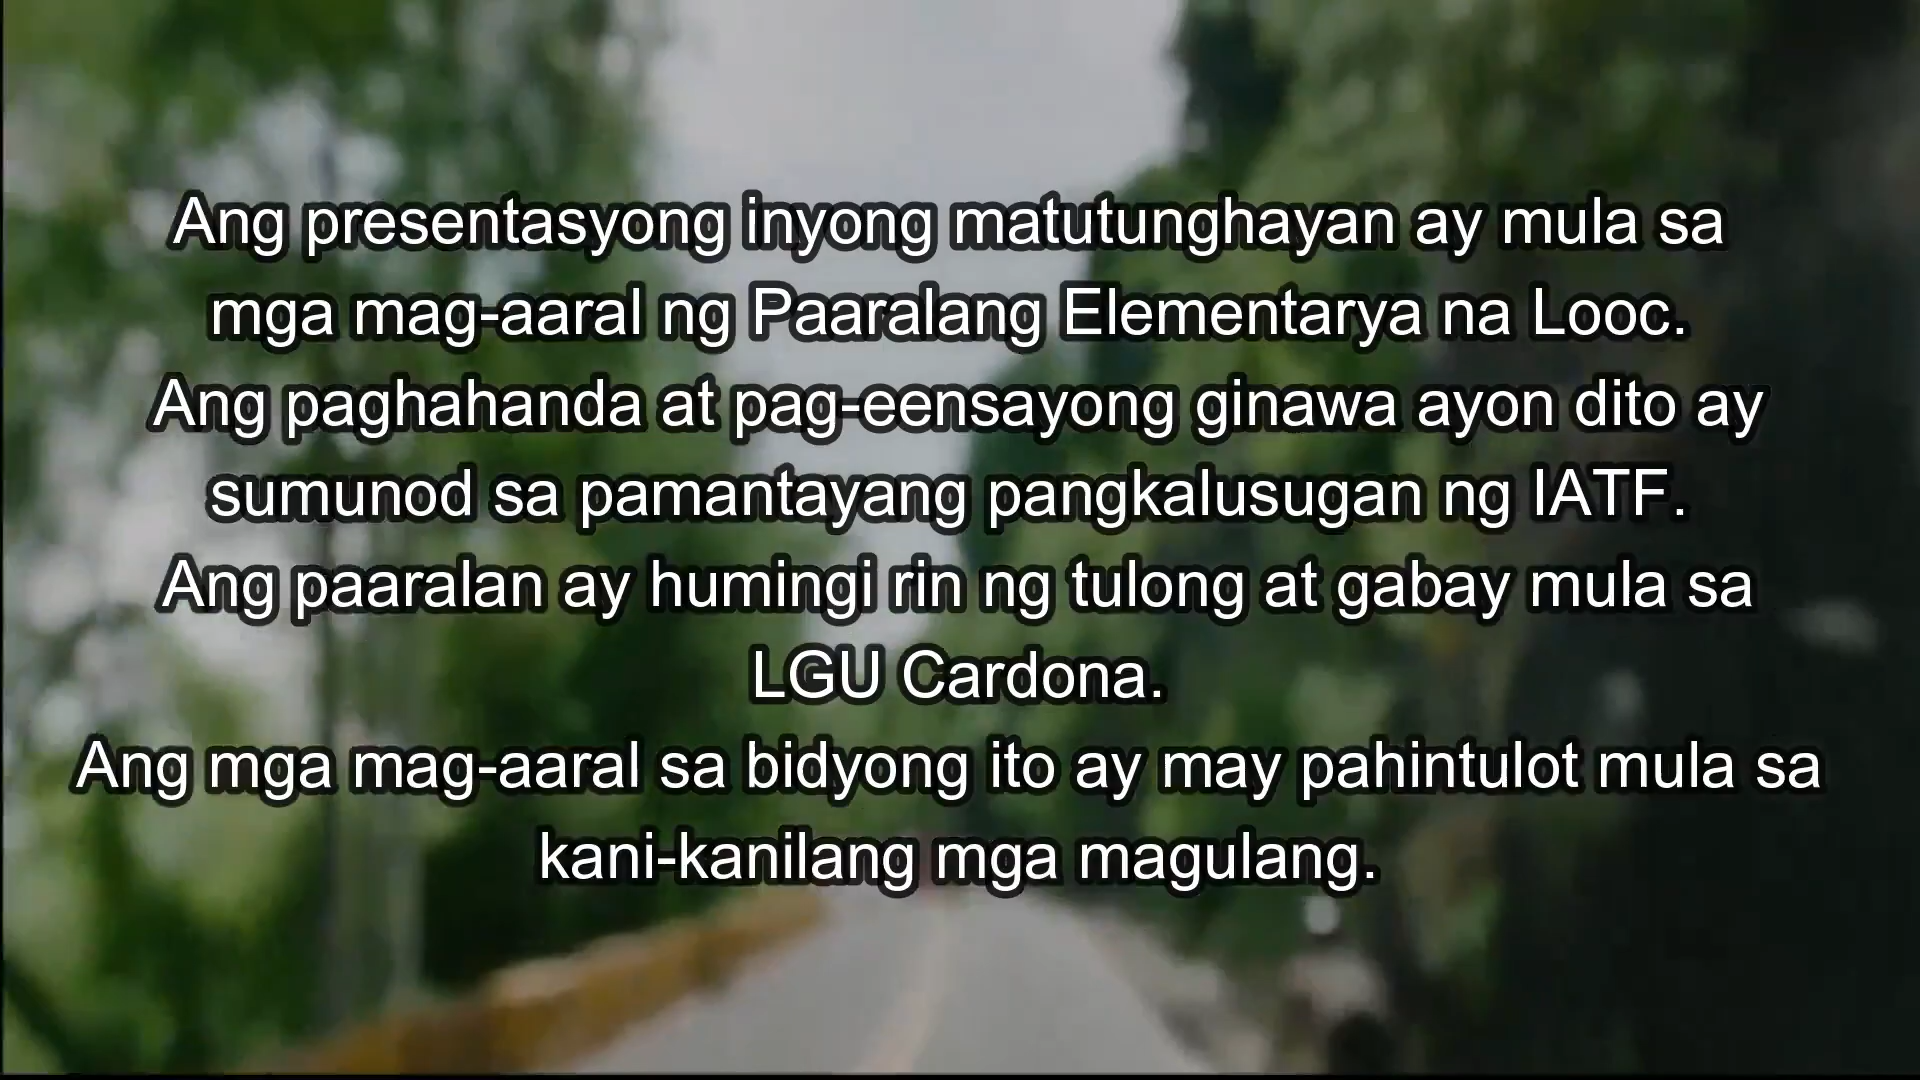 Ang presentasyong inyong matutunghayan ay mula sa
mga mag-aaral ng Paaralang Elementarya na Looc.
Ang paghahanda at pag-eensayong ginawa ayon dito ay
sumunod sa pamantayang pangkalusugan ng IATF.
Ang paaralan ay humingi rin ng tulong at gabay mula sa
LGU Cardona.
Ang mga mag-aaral sa bidyong ito ay may pahintulot mula sa
kani-kanilang mga magulang.